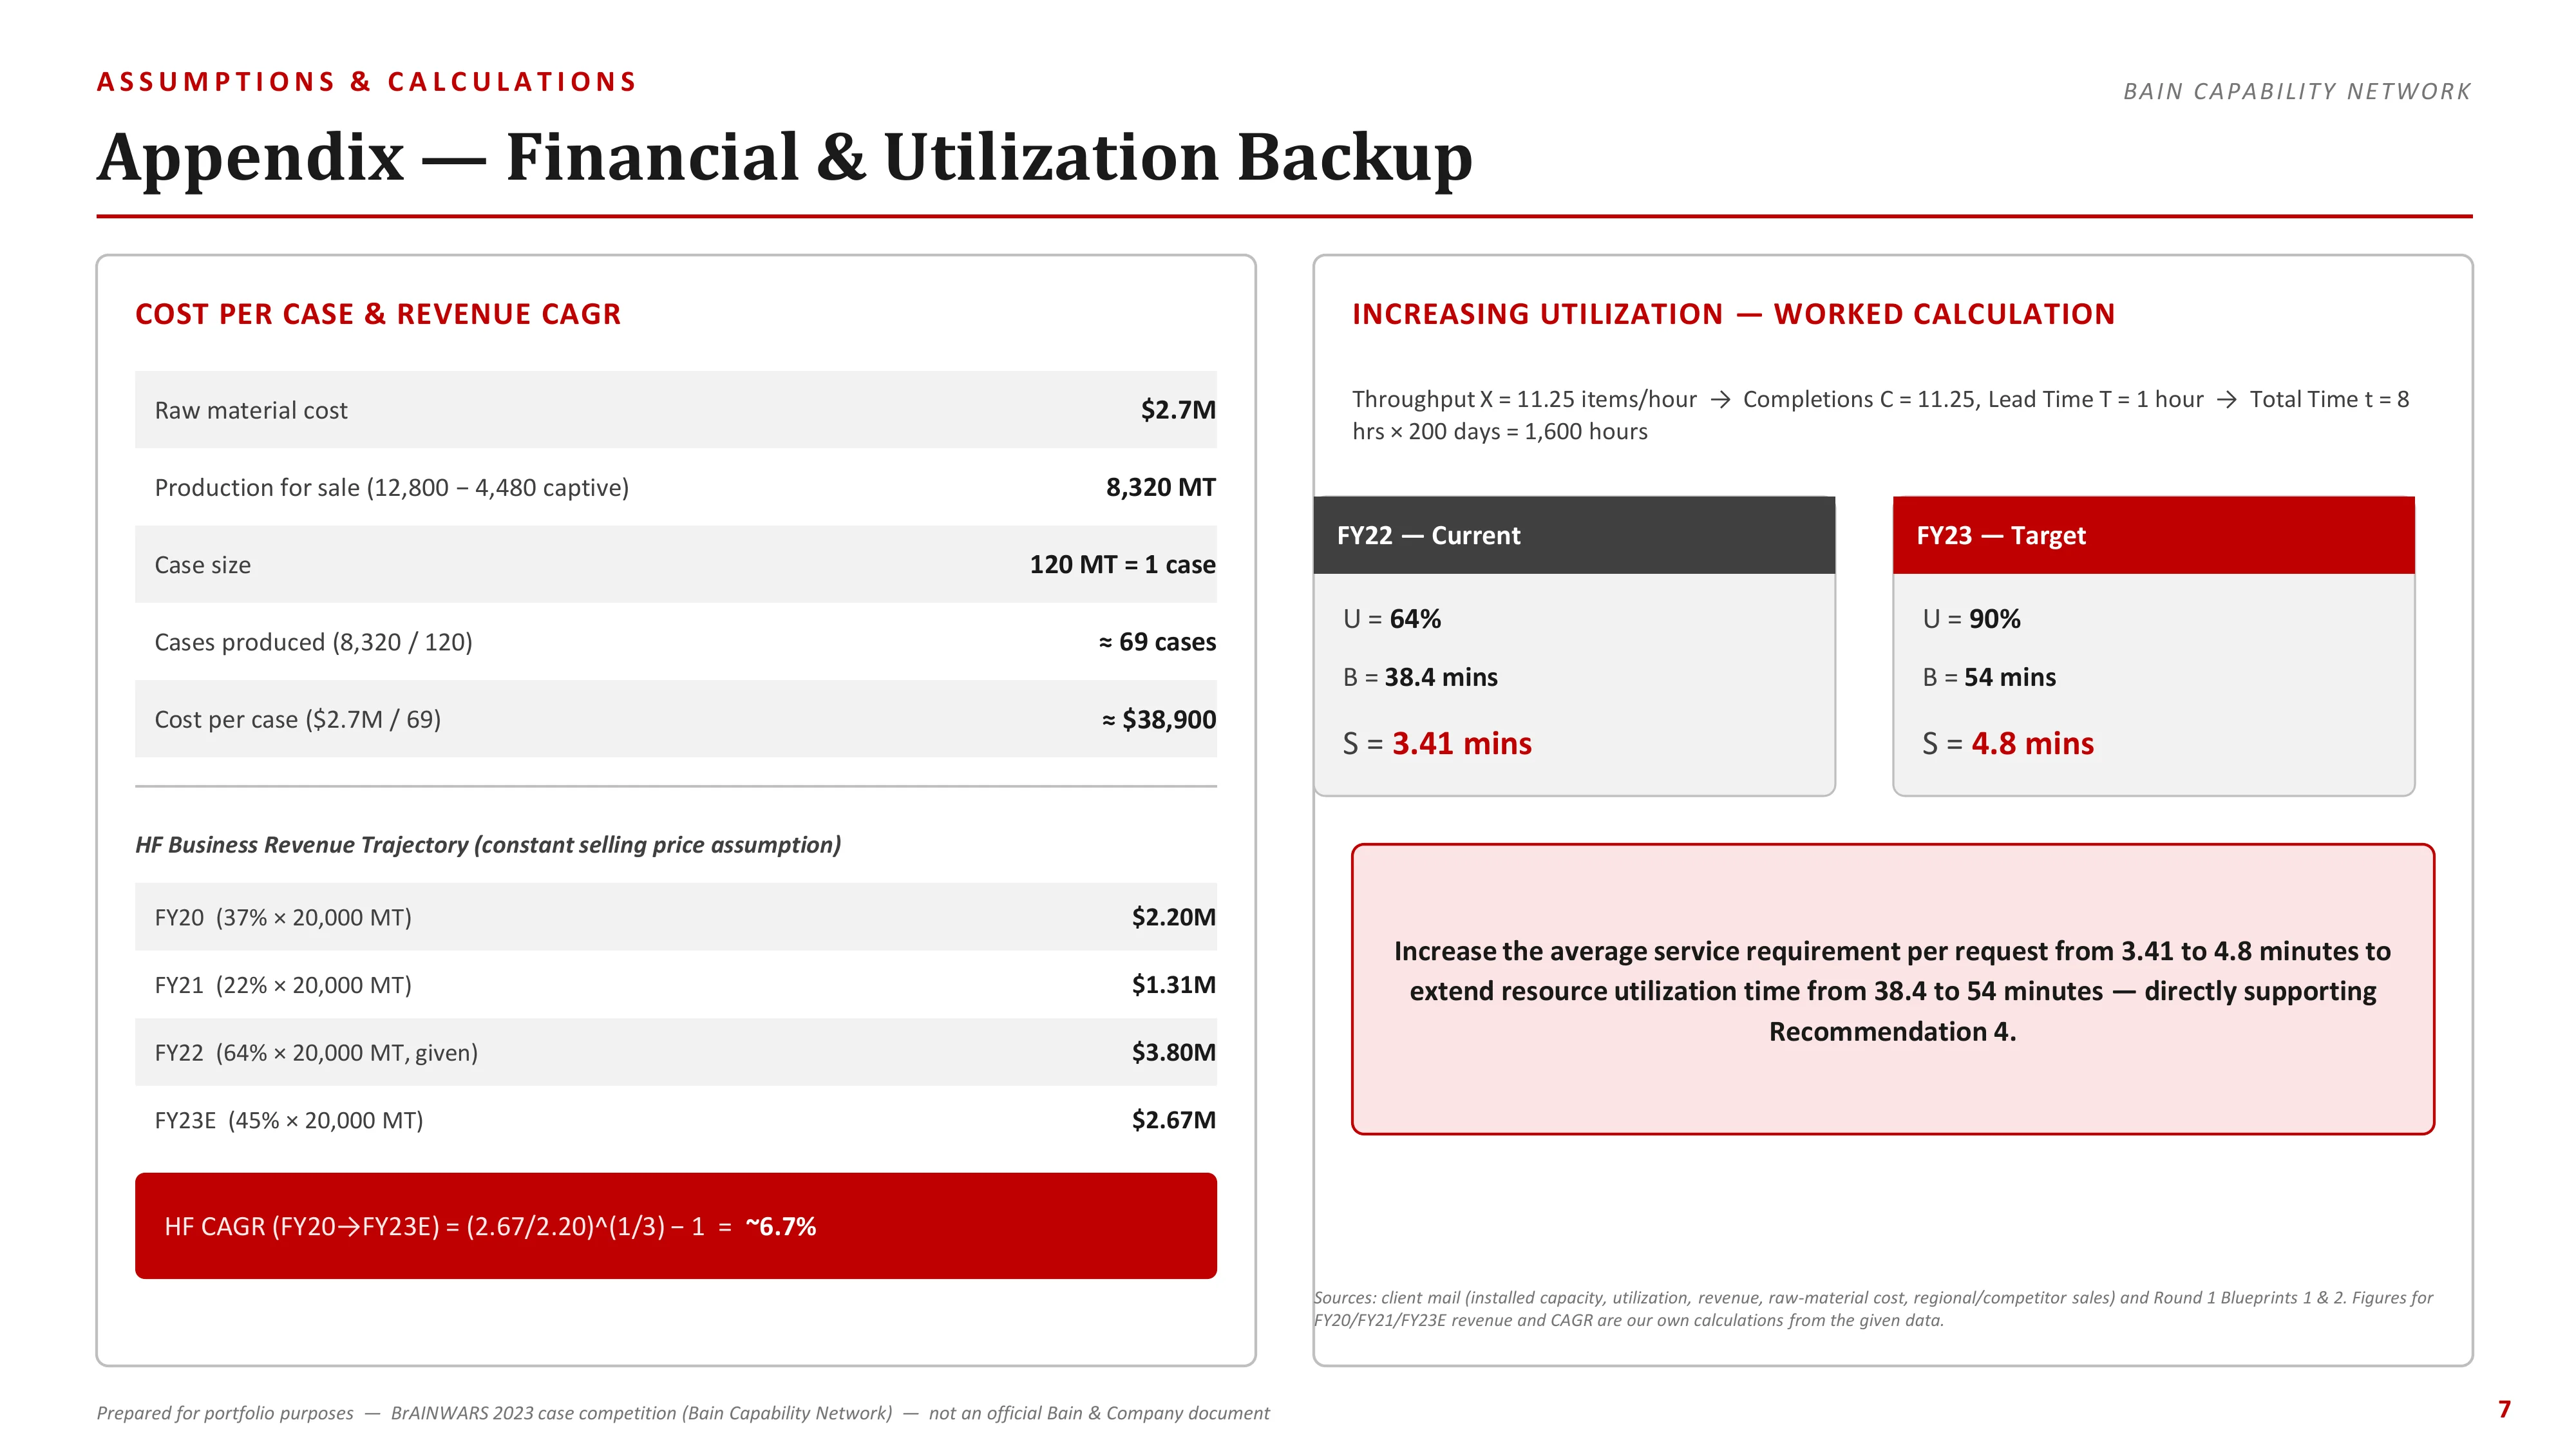 ASSUMPTIONS & CALCULATIONS
BAIN CAPABILITY NETWORK
Appendix — Financial & Utilization Backup
COST PER CASE & REVENUE CAGR
Raw material cost $2.7M
Production for sale (12,800 − 4,480 captive) 8,320 MT
Case size 120 MT = 1 case
Cases produced (8,320 / 120) ≈ 69 cases
Cost per case ($2.7M / 69) ≈ $38,900
HF Business Revenue Trajectory (constant selling price assumption)
FY20 (37% × 20,000 MT) $2.20M
FY21 (22% × 20,000 MT) $1.31M
FY22 (64% × 20,000 MT, given) $3.80M
FY23E (45% × 20,000 MT) $2.67M
HF CAGR (FY20→FY23E) = (2.67/2.20)^(1/3) − 1 = ~6.7%
INCREASING UTILIZATION — WORKED CALCULATION
Throughput X = 11.25 items/hour → Completions C = 11.25, Lead Time T = 1 hour → Total Time t = 8
hrs × 200 days = 1,600 hours
FY22 — Current
U = 64%
B = 38.4 mins
S = 3.41 mins
FY23 — Target
U = 90%
B = 54 mins
S = 4.8 mins
Increase the average service requirement per request from 3.41 to 4.8 minutes to
extend resource utilization time from 38.4 to 54 minutes — directly supporting
Recommendation 4.
Sources: client mail (installed capacity, utilization, revenue, raw-material cost, regional/competitor sales) and Round 1 Blueprints 1 & 2. Figures for
FY20/FY21/FY23E revenue and CAGR are our own calculations from the given data.
Prepared for portfolio purposes — BrAINWARS 2023 case competition (Bain Capability Network) — not an official Bain & Company document
7